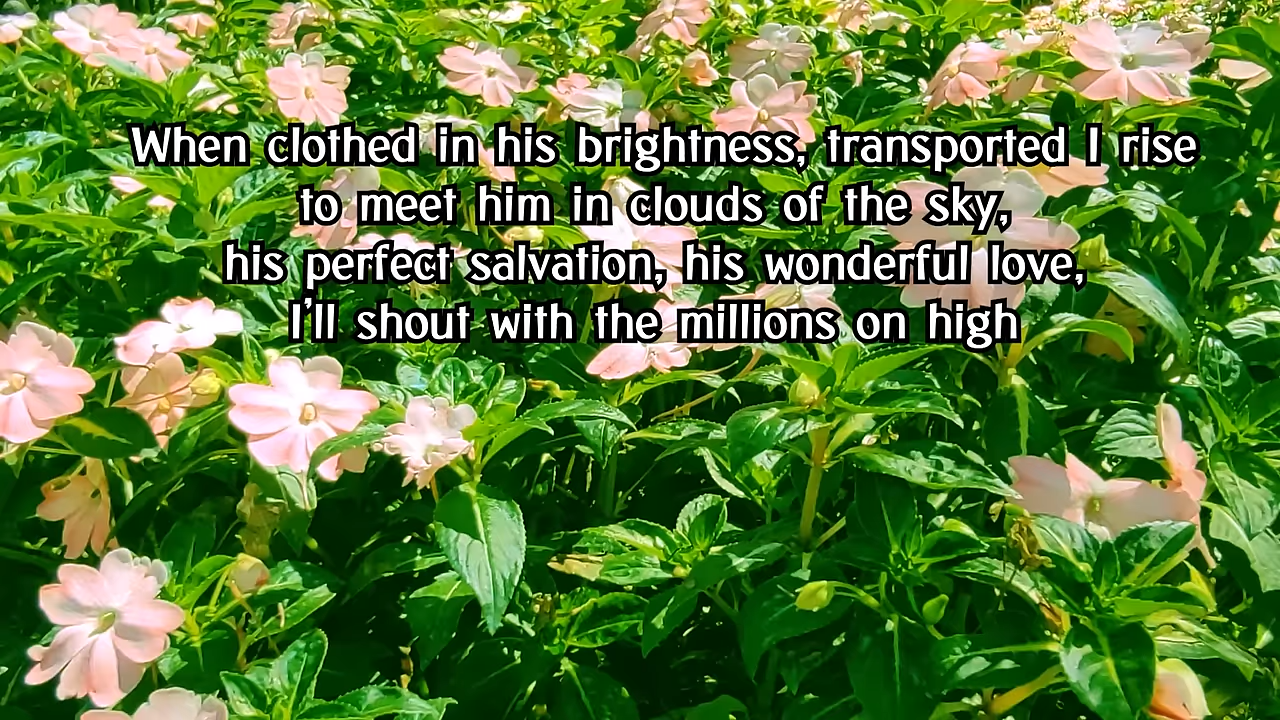 When clothed in his brightness, transported I rise
to meet him in clouds of the sky,
his perfect salvation, his wonderful love,
I'll shout with the millions on high